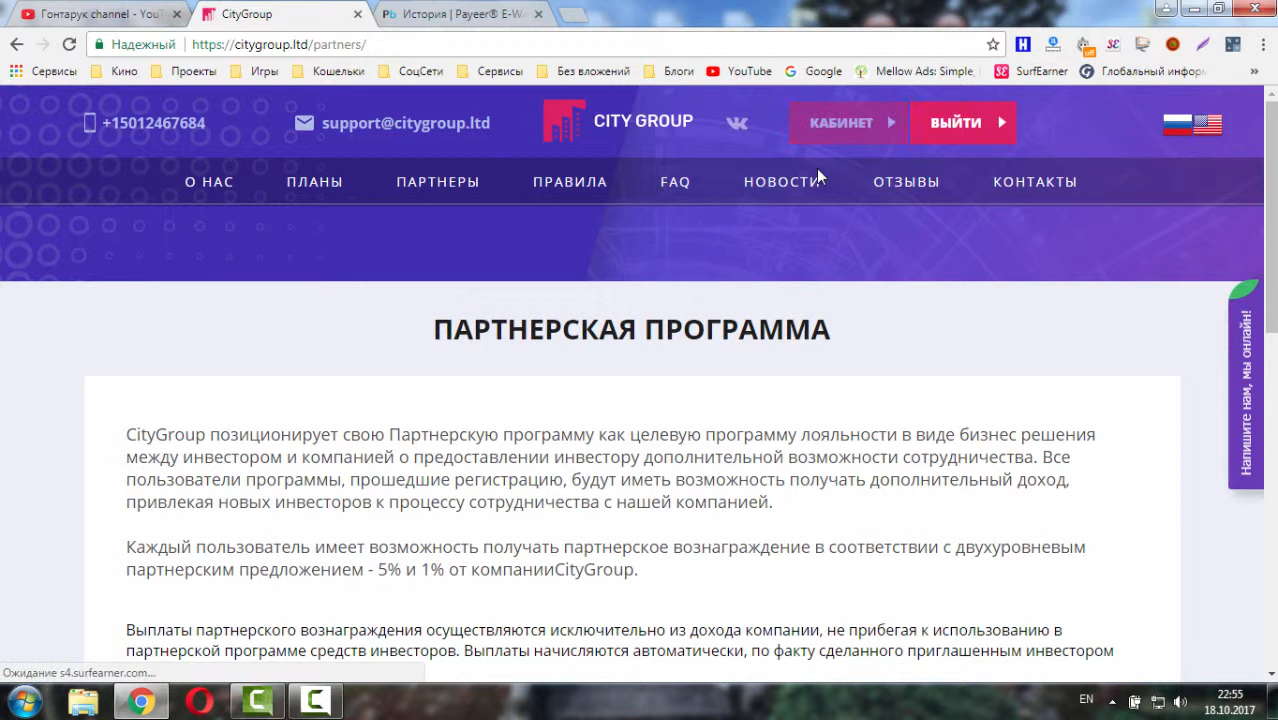 Гонтарук channel - YouT
CityGroup
История | Payeer® E-W
Надежный
https://citygroup.ltd/partners/
Сервисы
Кино
Проекты
Игры
Кошельки
СоцСети
Сервисы
Без вложений
Блоги
YouTube
Google
Mellow Ads: Simple,
SurfEarner
Глобальный информ
+15012467684
support@citygroup.ltd
CITY GROUP
КАБИНЕТ
ВЫЙТИ
О НАС
ПЛАНЫ
ПАРТНЕРЫ
ПРАВИЛА
FAQ
НОВОСТИ
ОТЗЫВЫ
КОНТАКТЫ
Напишите нам, мы онлайн!
ПАРТНЕРСКАЯ ПРОГРАММА
CityGroup позиционирует свою Партнерскую программу как целевую программу лояльности в виде бизнес решения
между инвестором и компанией о предоставлении инвестору дополнительной возможности сотрудничества. Все
пользователи программы, прошедшие регистрацию, будут иметь возможность получать дополнительный доход,
привлекая новых инвесторов к процессу сотрудничества с нашей компанией.
Каждый пользователь имеет возможность получать партнерское вознаграждение в соответствии с двухуровневым
партнерским предложением - 5% и 1% от компанииCityGroup.
Выплаты партнерского вознаграждения осуществляются исключительно из дохода компании, не прибегая к использованию в
партнерской программе средств инвесторов. Выплаты начисляются автоматически, по факту сделанного приглашенным инвестором
Ожидание s4.surfearner.com...
EN
22:55
18.10.2017